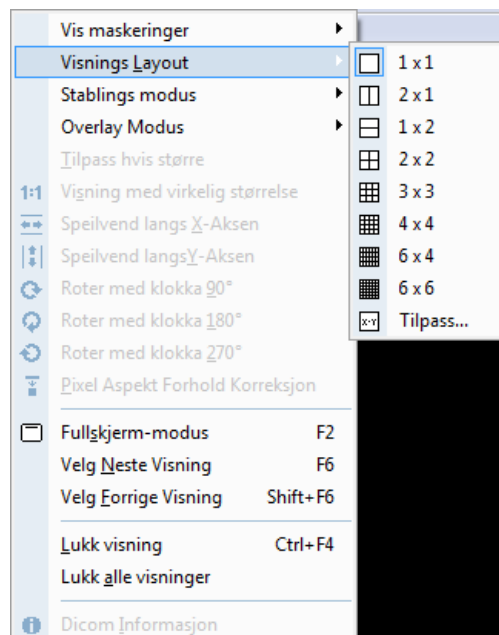 Vis maskeringer
Visnings Layout
Stablings modus
Overlay Modus
Tilpass hvis større
1:1 Visning med virkelig størrelse
Speilvend langs X-Aksen
Speilvend langsY-Aksen
Roter med klokka 90°
Roter med klokka 180°
Roter med klokka 270°
Pixel Aspekt Forhold Korreksjon
Fullskjerm-modus F2
Velg Neste Visning F6
Velg Forrige Visning Shift+F6
Lukk visning Ctrl+F4
Lukk alle visninger
Dicom Informasjon
1 x 1
2 x 1
1 x 2
2 x 2
3 x 3
4 x 4
6 x 4
6 x 6
X-Y Tilpass...